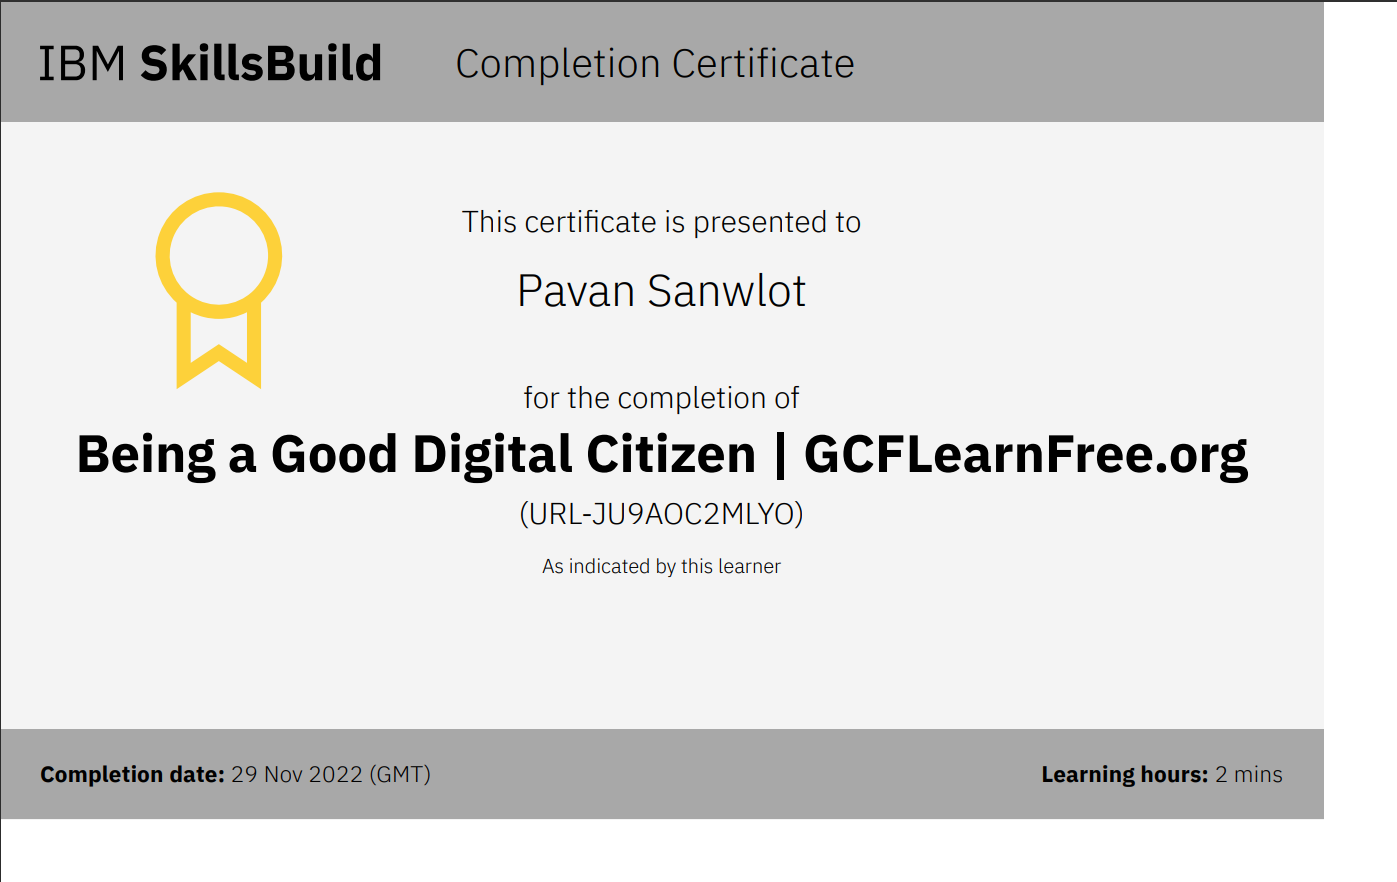 IBM SkillsBuild Completion Certificate
This certificate is presented to
Pavan Sanwlot
for the completion of
Being a Good Digital Citizen | GCFLearnFree.org
(URL-JU9AOC2MLYO)
As indicated by this learner
Completion date: 29 Nov 2022 (GMT) Learning hours: 2 mins